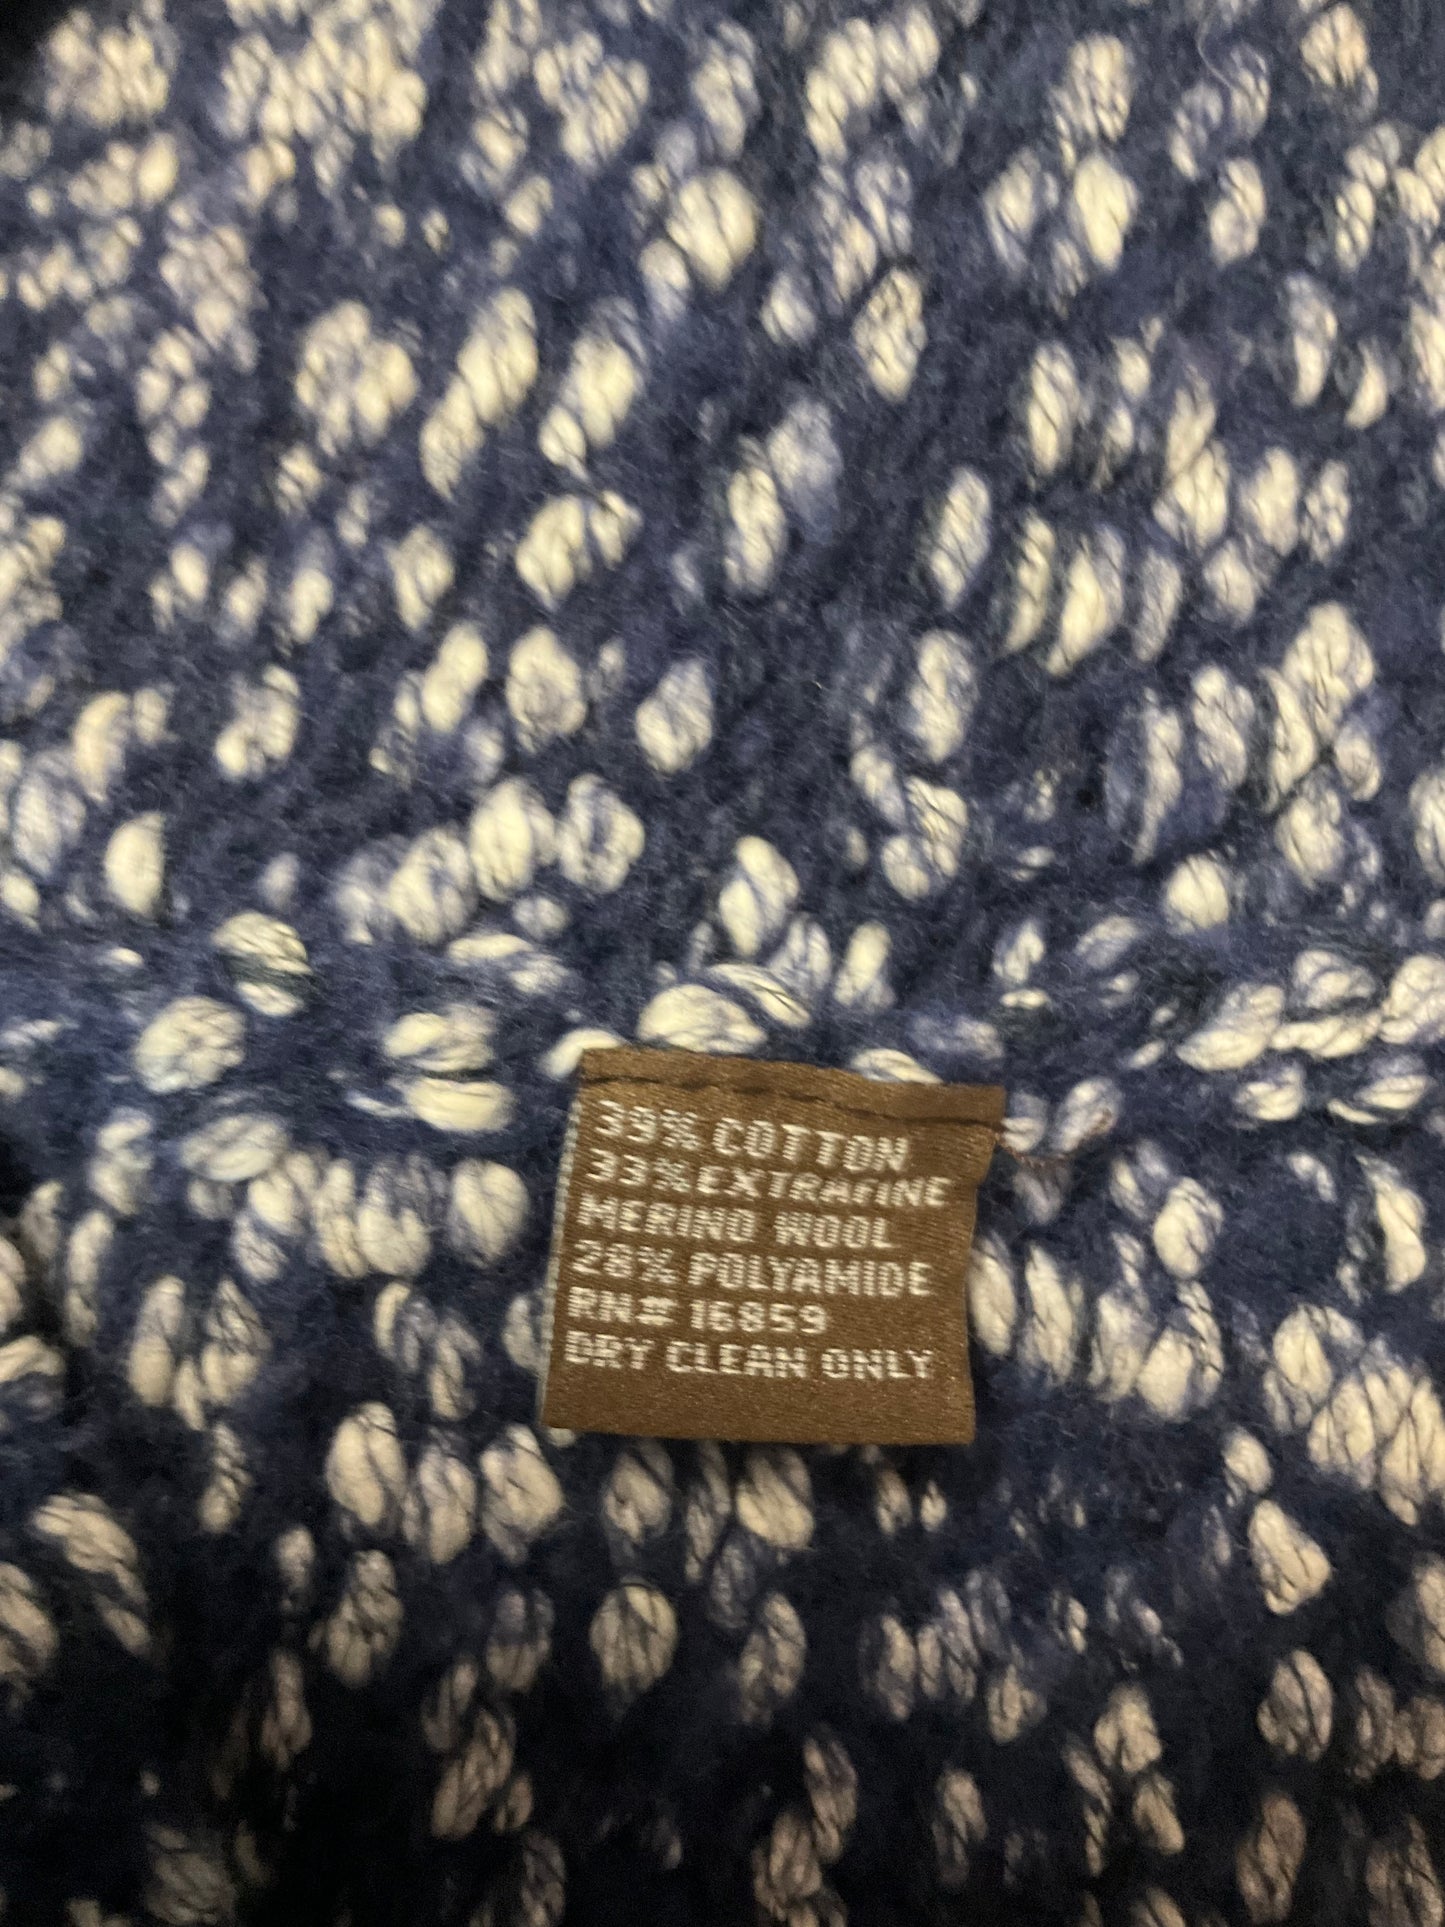 39% COTTON
33% EXTRAFINE
MERINO WOOL
28% POLYAMIDE
RN# 16859
DRY CLEAN ONLY